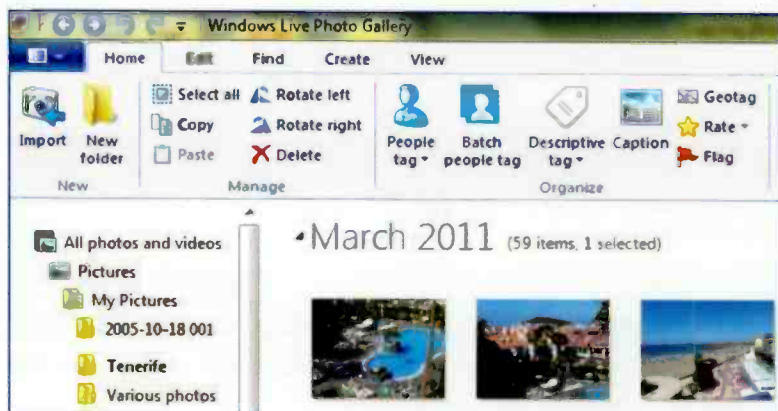 Windows Live Photo Gallery
Home Edit Find Create View
Import
New folder
New
Select all
Copy
Paste
Rotate left
Rotate right
Delete
Manage
People tag
Batch people tag
Descriptive tag
Caption
Geotag
Rate
Flag
Organize
All photos and videos
Pictures
My Pictures
2005-10-18 001
Tenerife
Various photos
March 2011 (59 items, 1 selected)